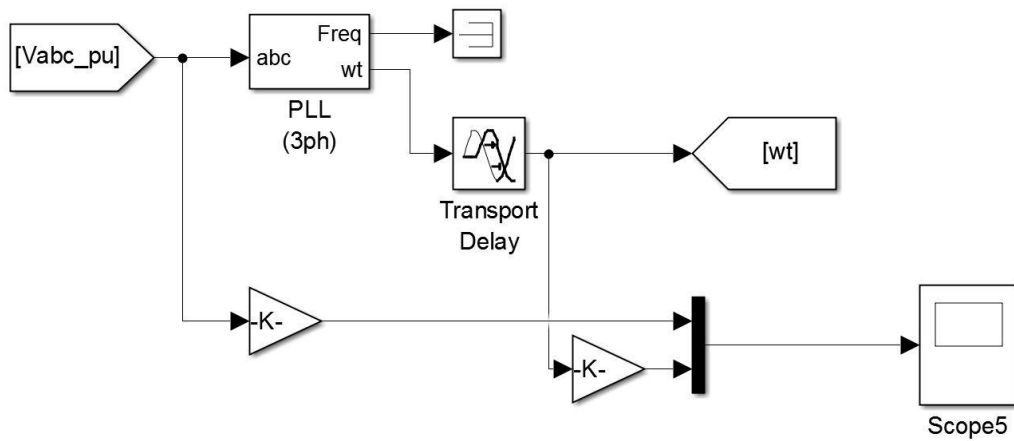 [Vabc_pu]
abc
Freq
wt
PLL
(3ph)
Transport
Delay
[wt]
-K-
-K-
Scope5